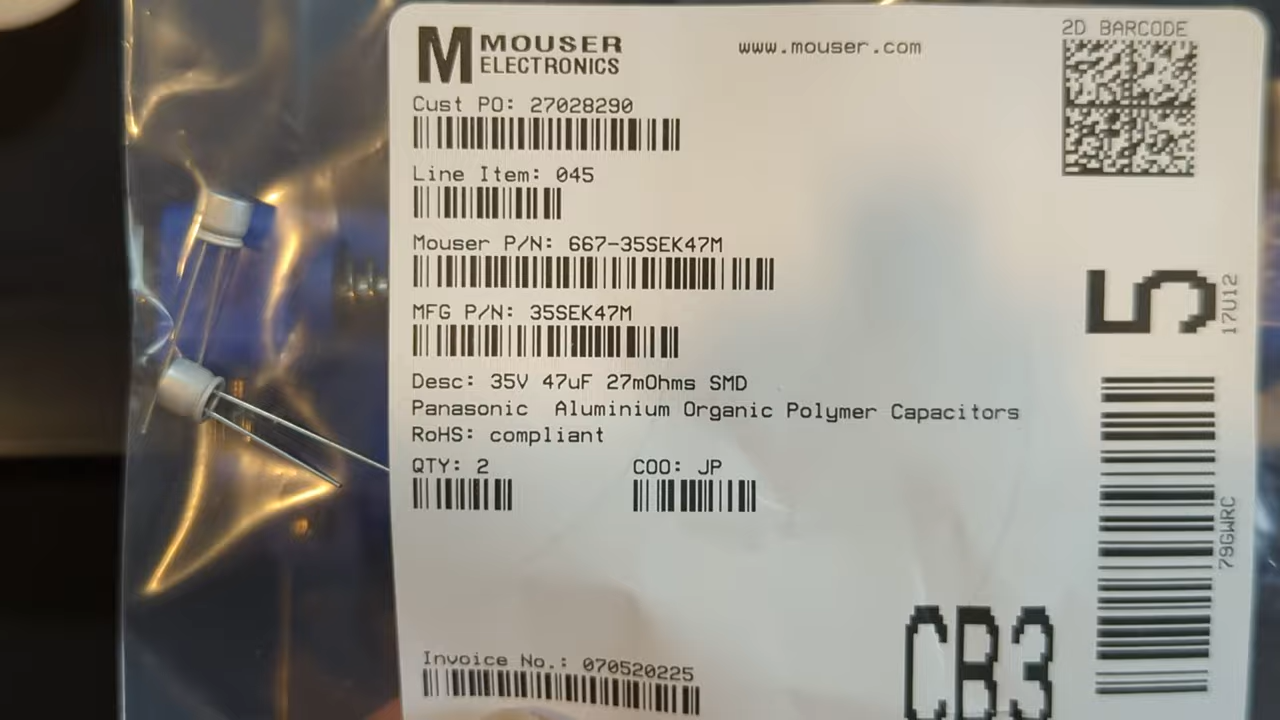 MOUSER
ELECTRONICS
www.mouser.com
2D BARCODE
Cust PO: 27028290
Line Item: 045
Mouser P/N: 667-35SEK47M
MFG P/N: 35SEK47M
Desc: 35V 47uF 27mOhms SMD
Panasonic Aluminium Organic Polymer Capacitors
RoHS: compliant
QTY: 2 COO: JP
Invoice No.: 070520225
5
17U12
79GWRC
CB3